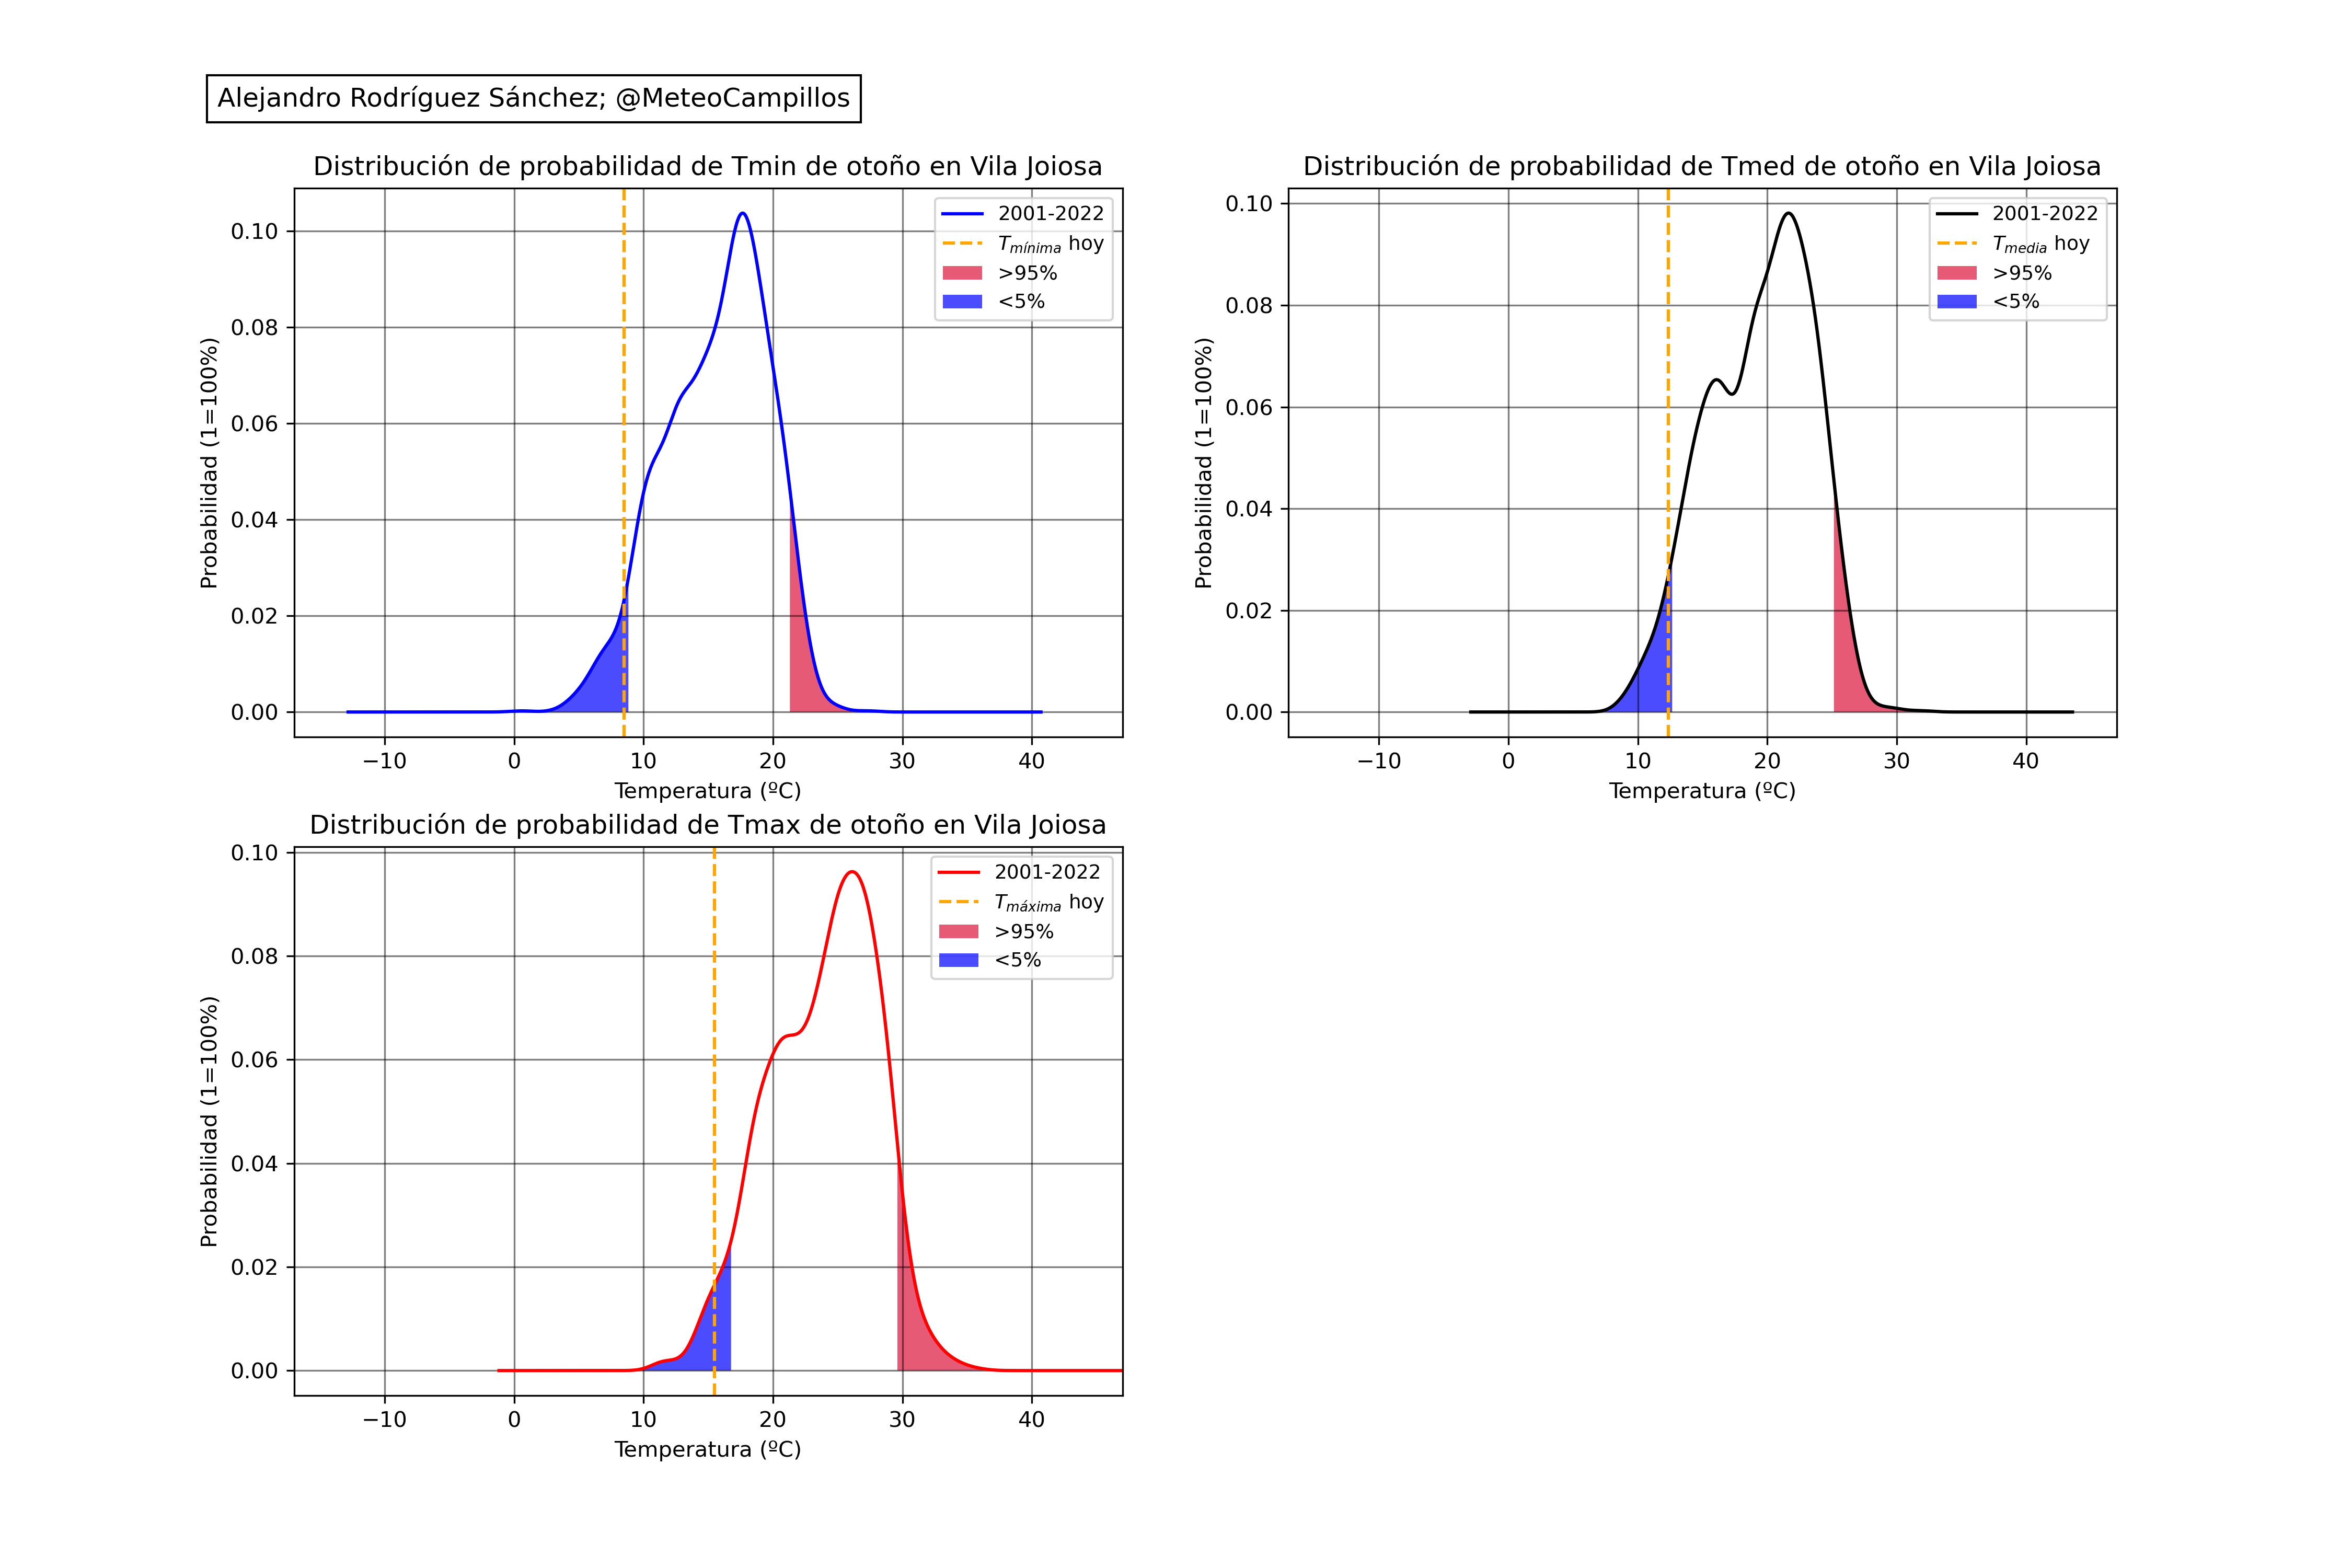 Alejandro Rodríguez Sánchez; @MeteoCampillos
Distribución de probabilidad de Tmin de otoño en Vila Joiosa
0.10
0.08
0.06
0.04
0.02
0.00
Probabilidad (1=100%)
−10 0 10 20 30 40
Temperatura (ºC)
2001-2022
Tmínima hoy
>95%
<5%
Distribución de probabilidad de Tmed de otoño en Vila Joiosa
0.10
0.08
0.06
0.04
0.02
0.00
Probabilidad (1=100%)
−10 0 10 20 30 40
Temperatura (ºC)
2001-2022
Tmedia hoy
>95%
<5%
Distribución de probabilidad de Tmax de otoño en Vila Joiosa
0.10
0.08
0.06
0.04
0.02
0.00
Probabilidad (1=100%)
−10 0 10 20 30 40
Temperatura (ºC)
2001-2022
Tmáxima hoy
>95%
<5%